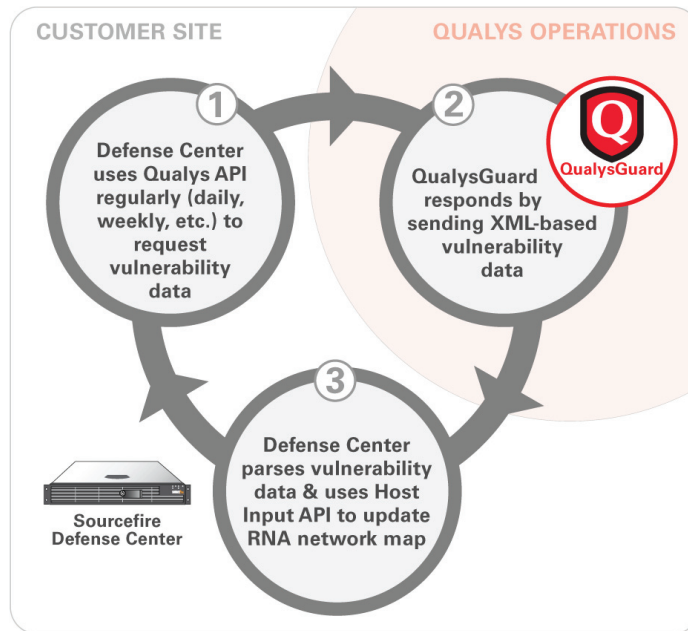 CUSTOMER SITE
QUALYS OPERATIONS
1
Defense Center
uses Qualys API
regularly (daily,
weekly, etc.) to
request
vulnerability
data
2
QualysGuard
responds by
sending XML-based
vulnerability
data
Q
QualysGuard
3
Defense Center
parses vulnerability
data & uses Host
Input API to update
RNA network map
Sourcefire
Defense Center